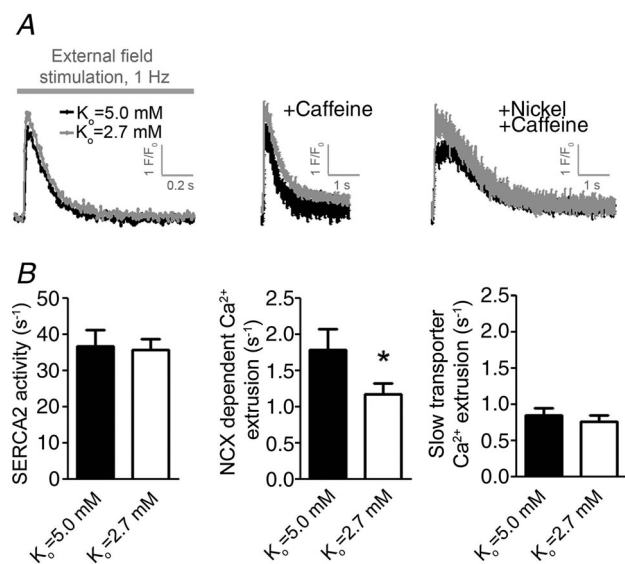 A
External field
stimulation, 1 Hz
Kₒ=5.0 mM
Kₒ=2.7 mM
1 F/F₀
0.2 s
+Caffeine
1 F/F₀
1 s
+Nickel
+Caffeine
1 F/F₀
1 s
B
SERCA2 activity (s⁻¹)
50
40
30
20
10
0
Kₒ=5.0 mM
Kₒ=2.7 mM
NCX dependent Ca²⁺
extrusion (s⁻¹)
2.5
2.0
1.5
1.0
0.5
0.0
*
Kₒ=5.0 mM
Kₒ=2.7 mM
Slow transporter
Ca²⁺ extrusion (s⁻¹)
2.5
2.0
1.5
1.0
0.5
0.0
Kₒ=5.0 mM
Kₒ=2.7 mM